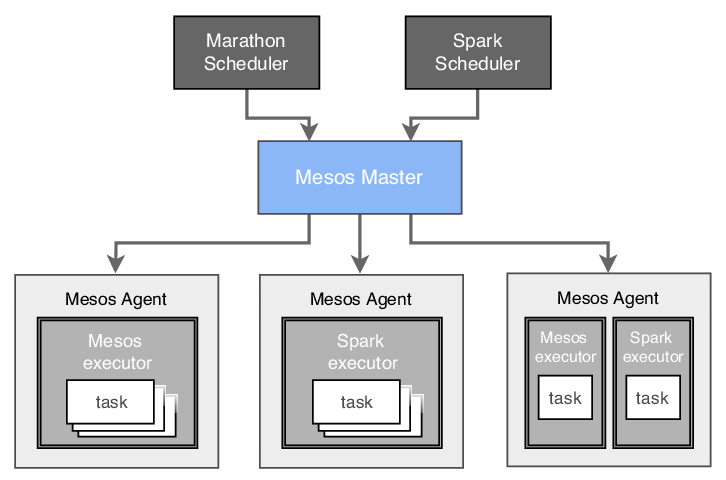 Marathon
Scheduler
Spark
Scheduler
Mesos Master
Mesos Agent
Mesos
executor
task
Mesos Agent
Spark
executor
task
Mesos Agent
Mesos
executor
task
Spark
executor
task